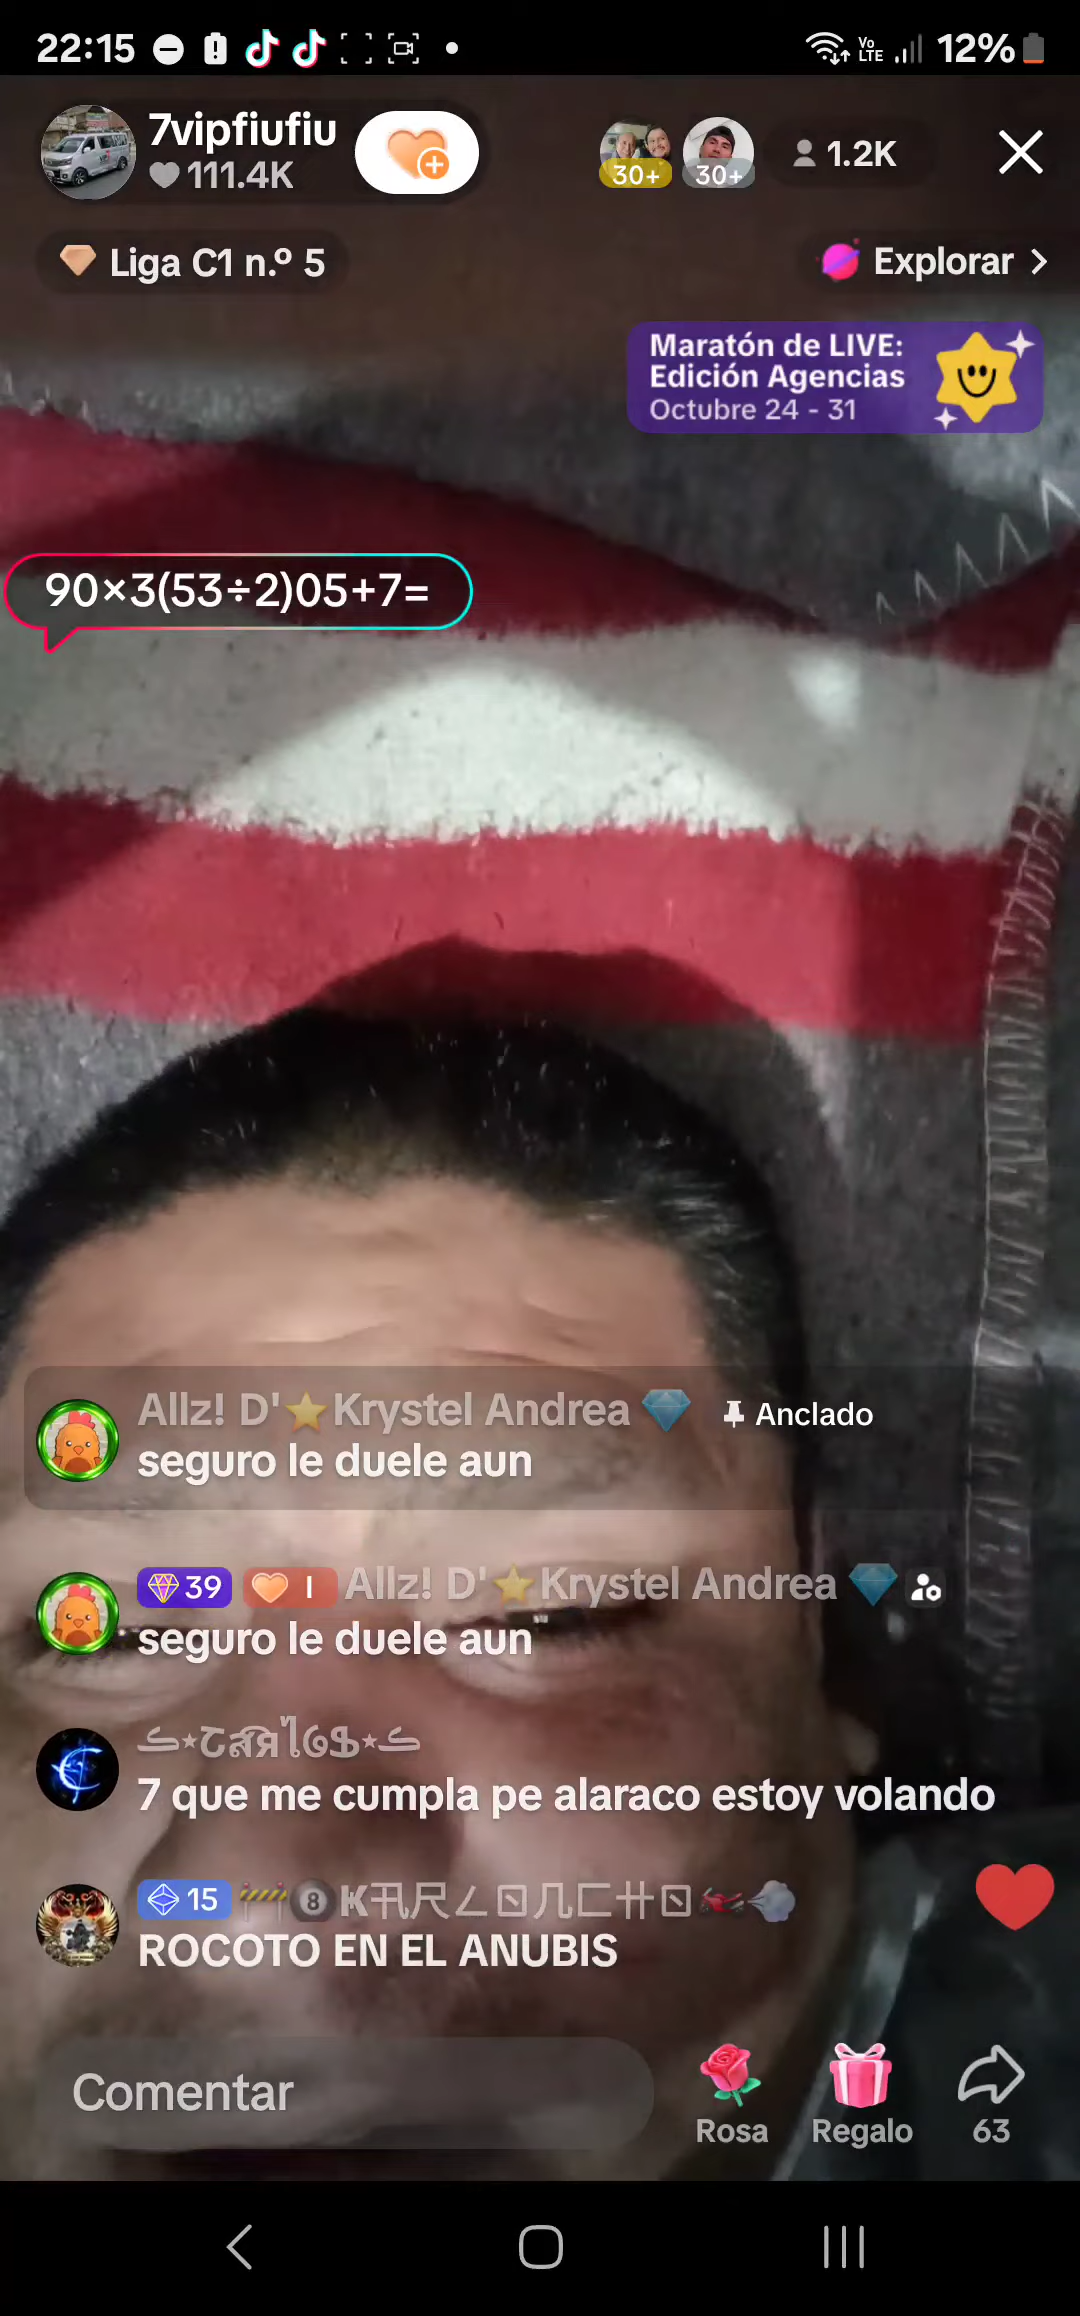 22:15
Vo
LTE
12%
7vipfiufiu
111.4K
30+
30+
1.2K
Liga C1 n.º 5
Explorar
Maratón de LIVE:
Edición Agencias
Octubre 24 - 31
90×3(53÷2)05+7=
Allz! D'⭐Krystel Andrea 💎 Anclado
seguro le duele aun
39 I Allz! D'⭐Krystel Andrea 💎
seguro le duele aun
7 que me cumpla pe alaraco estoy volando
15
ROCOTO EN EL ANUBIS
Comentar
Rosa
Regalo
63